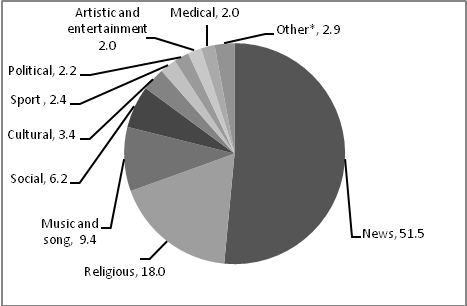 Artistic and
entertainment
2.0
Medical, 2.0
Other*, 2.9
Political, 2.2
Sport , 2.4
Cultural, 3.4
Social, 6.2
Music and
song, 9.4
Religious, 18.0
News, 51.5